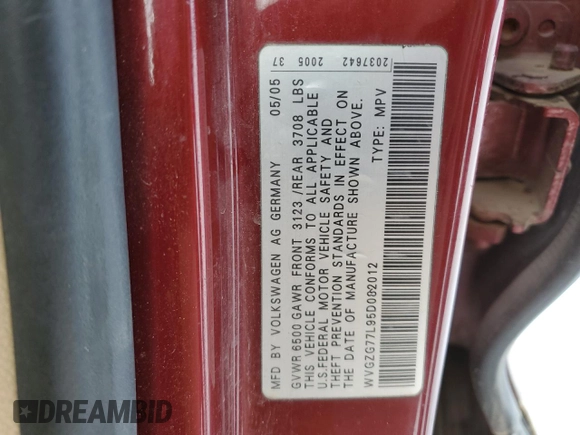 MFD BY VOLKSWAGEN AG GERMANY 05/05 37 2005 2037642
GVWR 6500 GAWR FRONT 3123 /REAR 3708 LBS
THIS VEHICLE CONFORMS TO ALL APPLICABLE
U.S.FEDERAL MOTOR VEHICLE SAFETY AND
THEFT PREVENTION STANDARDS IN EFFECT ON
THE DATE OF MANUFACTURE SHOWN ABOVE.
WVGZG77L95D002012 TYPE: MPV
DREAMBID